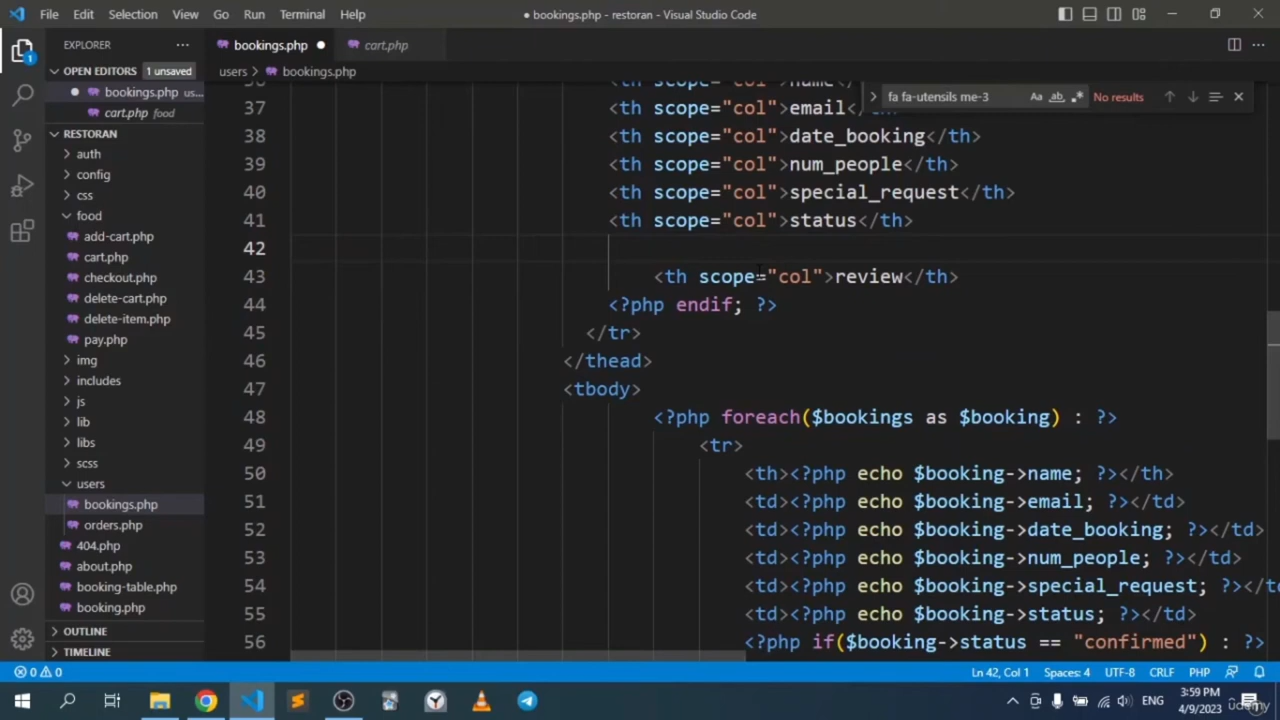 File Edit Selection View Go Run Terminal Help
bookings.php - restoran - Visual Studio Code
EXPLORER
bookings.php
cart.php
OPEN EDITORS 1 unsaved
users > bookings.php
bookings.php us...
fa fa-utensils me-3 Aa ab No results
cart.php food
37 <th scope="col">email</th>
RESTORAN
38 <th scope="col">date_booking</th>
auth
39 <th scope="col">num_people</th>
config
css
40 <th scope="col">special_request</th>
food
41 <th scope="col">status</th>
add-cart.php
42
cart.php
43 <th scope="col">review</th>
checkout.php
delete-cart.php
44 <?php endif; ?>
delete-item.php
45 </tr>
pay.php
46 </thead>
img
includes
47 <tbody>
js
48 <?php foreach($bookings as $booking) : ?>
lib
49 <tr>
libs
scss
50 <th><?php echo $booking->name; ?></th>
users
51 <td><?php echo $booking->email; ?></td>
bookings.php
orders.php
52 <td><?php echo $booking->date_booking; ?></td>
404.php
53 <td><?php echo $booking->num_people; ?></td>
about.php
54 <td><?php echo $booking->special_request; ?></t
booking-table.php
booking.php
55 <td><?php echo $booking->status; ?></td>
OUTLINE
56 <?php if($booking->status == "confirmed") : ?>
TIMELINE
0 0 Ln 42, Col 1 Spaces: 4 UTF-8 CRLF PHP
ENG 3:59 PM
4/9/2023
udemy